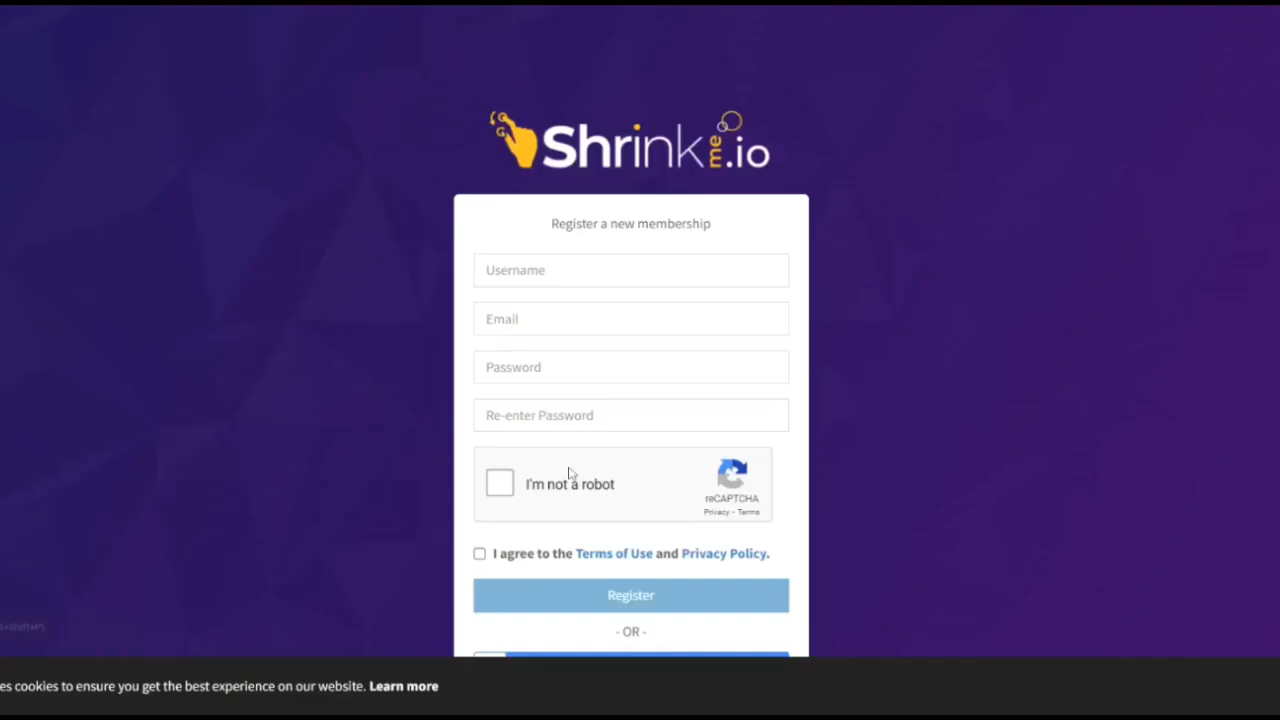 Shrinkme.io
Register a new membership
Username
Email
Password
Re-enter Password
I'm not a robot
reCAPTCHA
Privacy - Terms
I agree to the Terms of Use and Privacy Policy.
Register
- OR -
es cookies to ensure you get the best experience on our website. Learn more